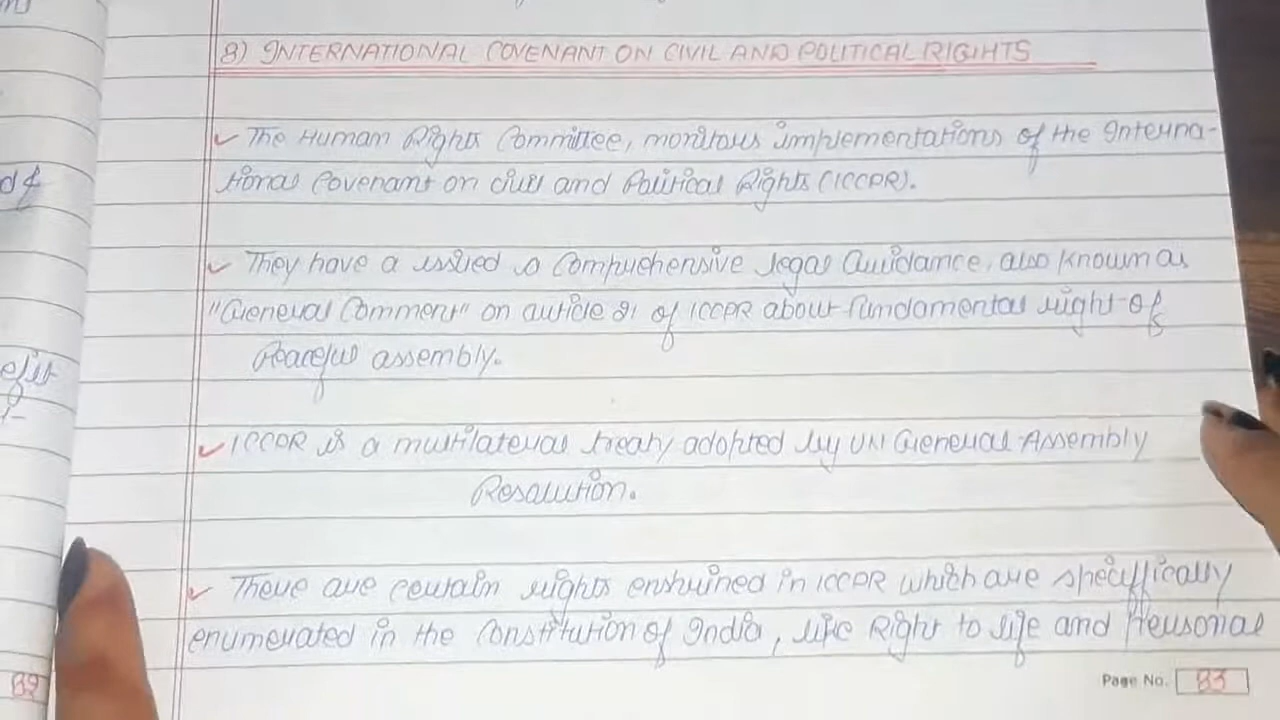 8) INTERNATIONAL COVENANT ON CIVIL AND POLITICAL RIGHTS
The Human Rights Committee, monitors implementations of the Interna-
tional Covenant on civil and Political Rights (ICCPR).
d &
They have a issued a Comprehensive legal Guidance, also known as
"General Comment" on article 21 of ICCPR about fundamental right of
Peaceful assembly.
ICCPR is a multilateral treaty adopted by UN General Assembly
Resolution.
There are certain rights enshrined in ICCPR which are specifically
enumerated in the Constitution of India, like Right to life and Personal
Page No. 83
82